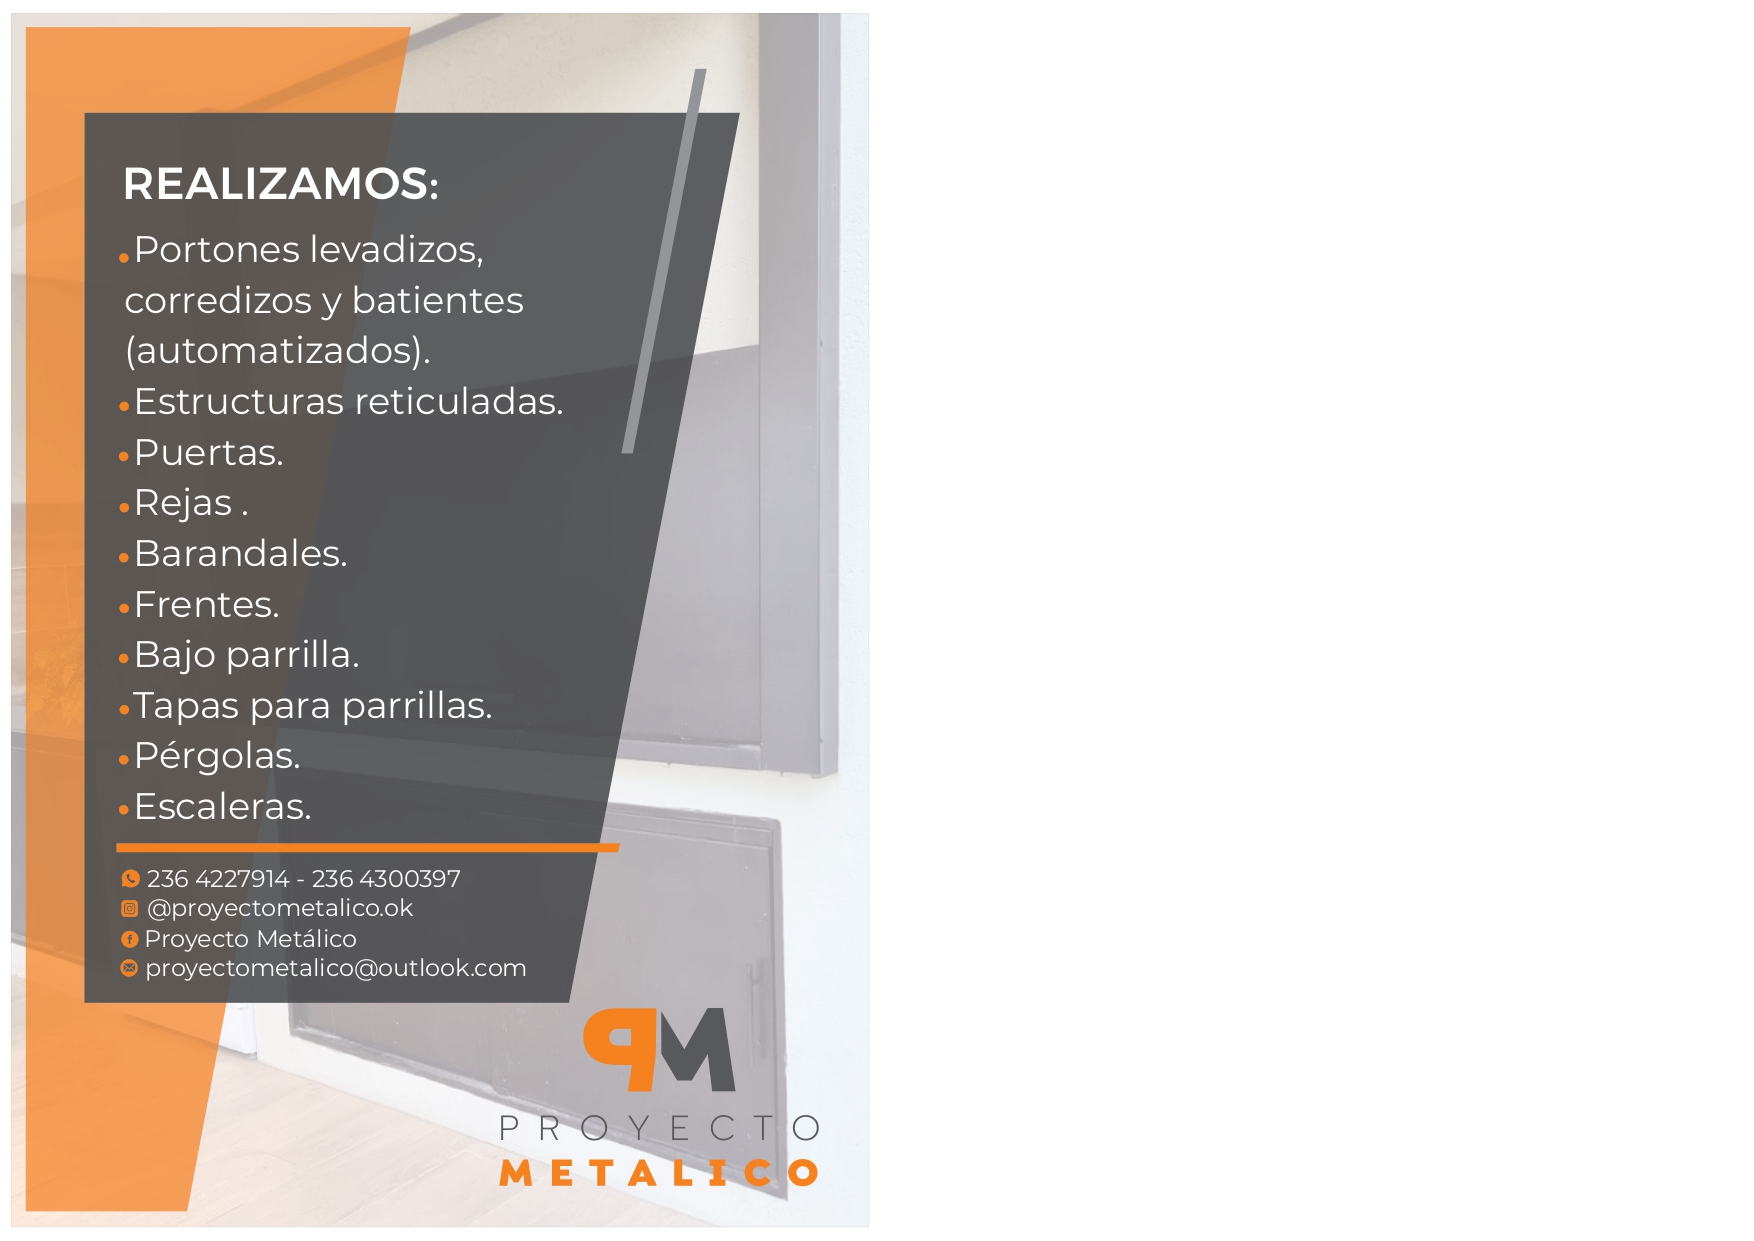 REALIZAMOS:
•Portones levadizos,
corredizos y batientes
(automatizados).
•Estructuras reticuladas.
•Puertas.
•Rejas .
•Barandales.
•Frentes.
•Bajo parrilla.
•Tapas para parrillas.
•Pérgolas.
•Escaleras.
236 4227914 - 236 4300397
@proyectometalico.ok
Proyecto Metálico
proyectometalico@outlook.com
PM
PROYECTO
METALICO